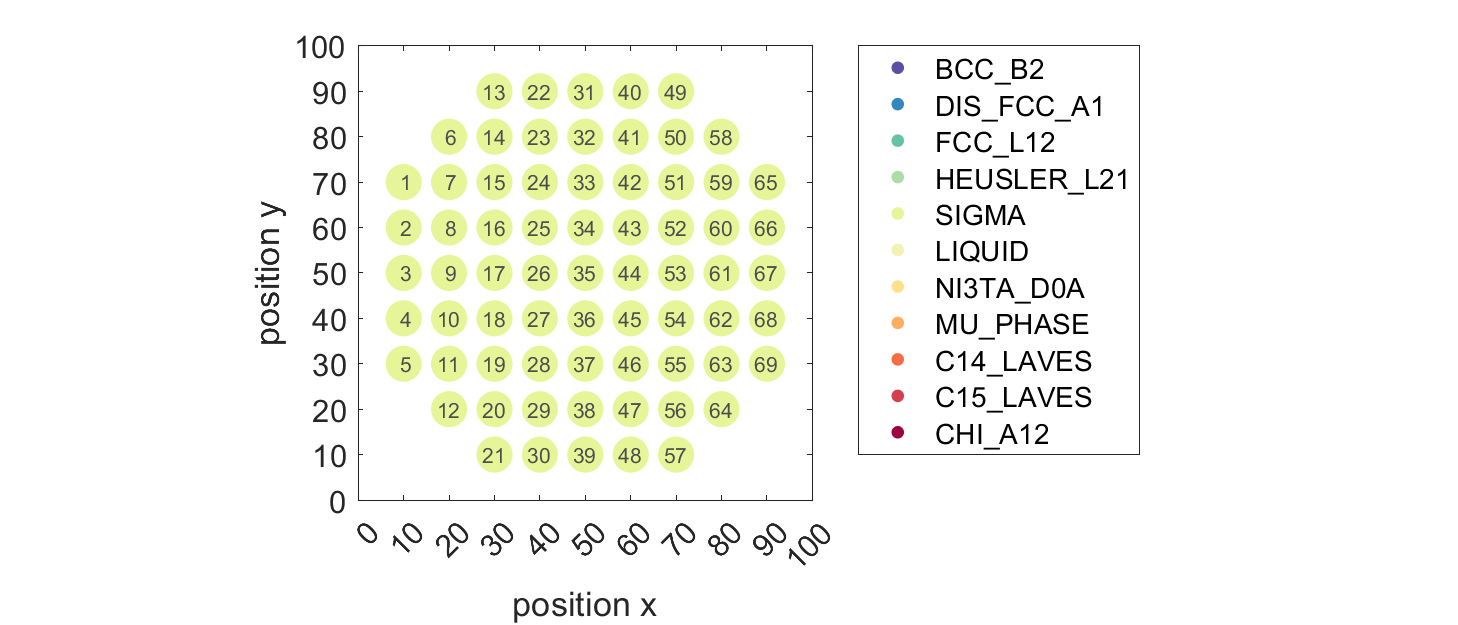 100
90 13 22 31 40 49
80 6 14 23 32 41 50 58
70 1 7 15 24 33 42 51 59 65
60 2 8 16 25 34 43 52 60 66
50 3 9 17 26 35 44 53 61 67
40 4 10 18 27 36 45 54 62 68
30 5 11 19 28 37 46 55 63 69
20 12 20 29 38 47 56 64
10 21 30 39 48 57
0
position y
0 10 20 30 40 50 60 70 80 90 100
position x
BCC_B2
DIS_FCC_A1
FCC_L12
HEUSLER_L21
SIGMA
LIQUID
NI3TA_D0A
MU_PHASE
C14_LAVES
C15_LAVES
CHI_A12